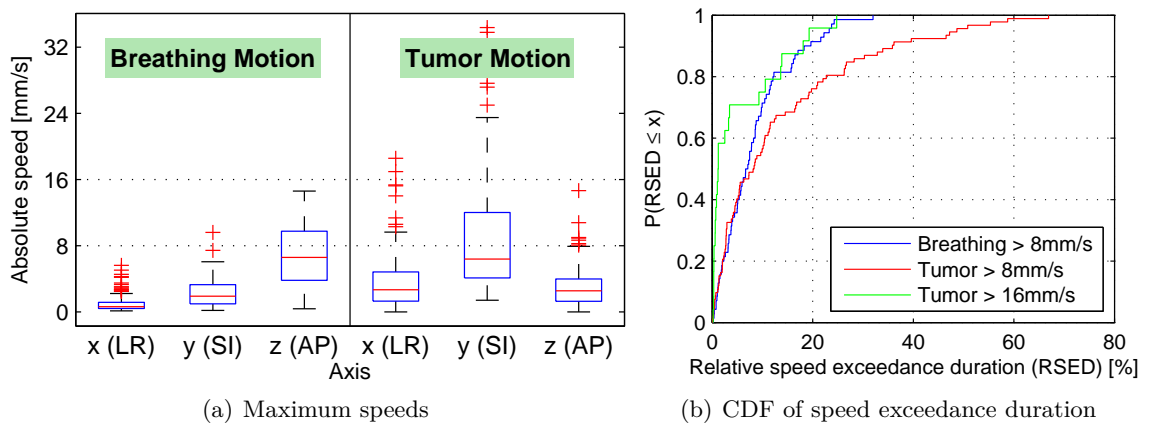 Absolute speed [mm/s]
32
24
16
8
0
Breathing Motion
Tumor Motion
x (LR) y (SI) z (AP) x (LR) y (SI) z (AP)
Axis
(a) Maximum speeds
P(RSED ≤ x)
1
0.8
0.6
0.4
0.2
0
Breathing > 8mm/s
Tumor > 8mm/s
Tumor > 16mm/s
0 20 40 60 80
Relative speed exceedance duration (RSED) [%]
(b) CDF of speed exceedance duration